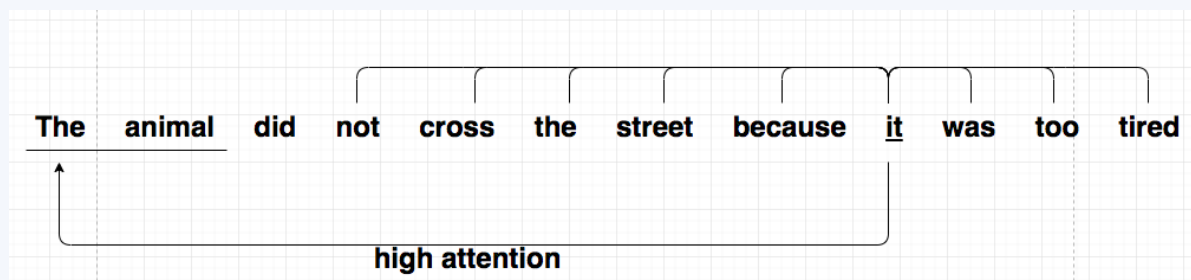 The animal did not cross the street because it was too tired
high attention